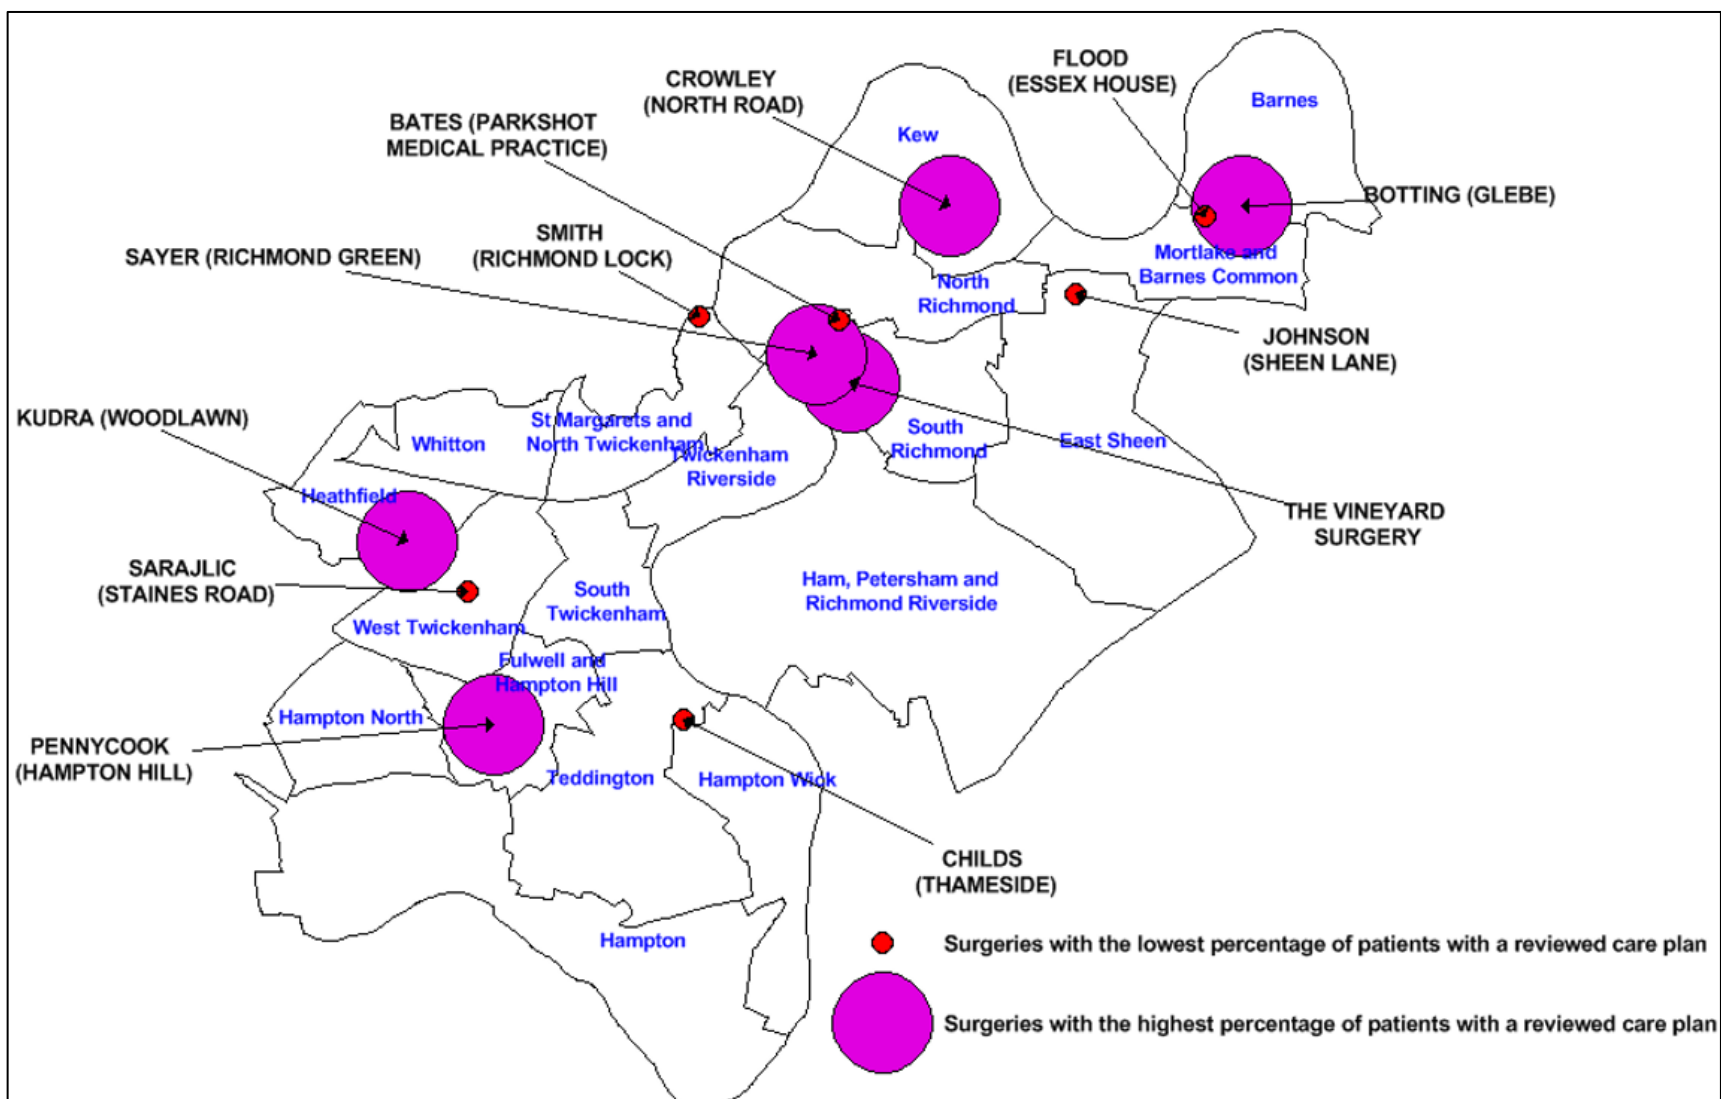 FLOOD
(ESSEX HOUSE)
CROWLEY
(NORTH ROAD)
Barnes
BATES (PARKSHOT
MEDICAL PRACTICE)
Kew
BOTTING (GLEBE)
SMITH
(RICHMOND LOCK)
SAYER (RICHMOND GREEN)
Mortlake and
Barnes Common
North
Richmond
JOHNSON
(SHEEN LANE)
KUDRA (WOODLAWN)
St Margarets and
North Twickenham
Whitton
South
Richmond
East Sheen
Twickenham
Riverside
Heathfield
THE VINEYARD
SURGERY
SARAJLIC
(STAINES ROAD)
South
Twickenham
Ham, Petersham and
Richmond Riverside
West Twickenham
Fulwell and
Hampton Hill
Hampton North
PENNYCOOK
(HAMPTON HILL)
Teddington
Hampton Wick
CHILDS
(THAMESIDE)
Hampton
Surgeries with the lowest percentage of patients with a reviewed care plan
Surgeries with the highest percentage of patients with a reviewed care plan